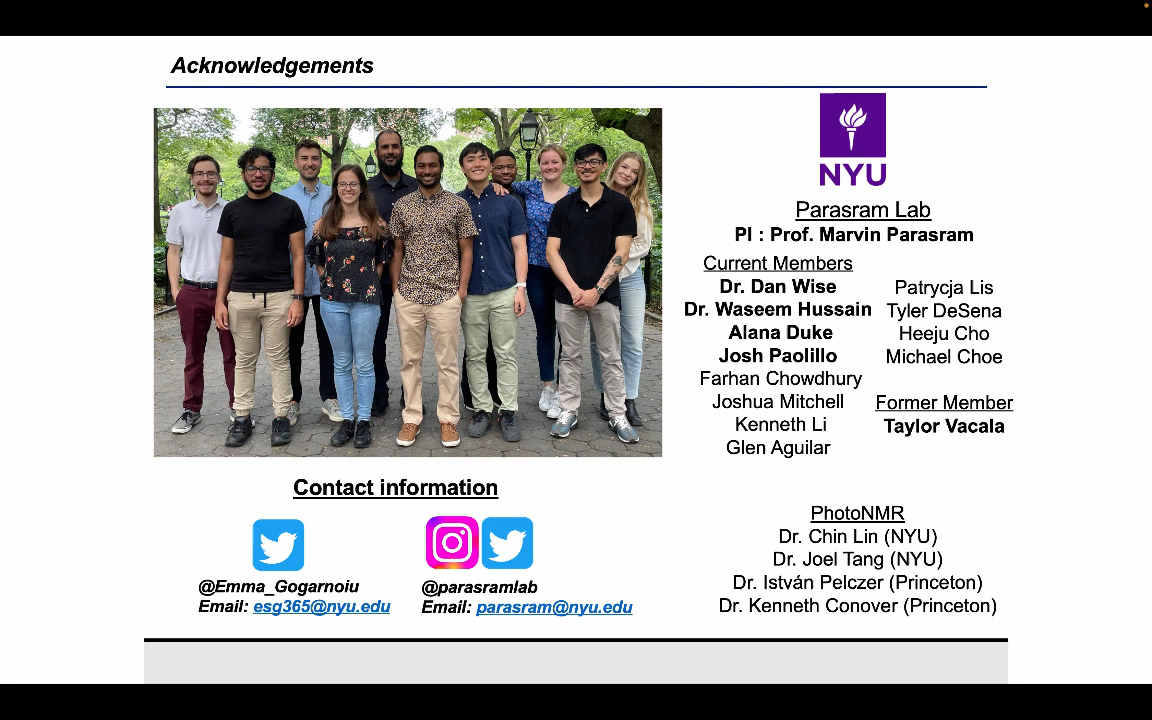 Acknowledgements
NYU
Parasram Lab
PI : Prof. Marvin Parasram
Current Members
Dr. Dan Wise
Dr. Waseem Hussain
Alana Duke
Josh Paolillo
Farhan Chowdhury
Joshua Mitchell
Kenneth Li
Glen Aguilar
Patrycja Lis
Tyler DeSena
Heeju Cho
Michael Choe
Former Member
Taylor Vacala
Contact information
@Emma_Gogarnoiu
Email: esg365@nyu.edu
@parasramlab
Email: parasram@nyu.edu
PhotoNMR
Dr. Chin Lin (NYU)
Dr. Joel Tang (NYU)
Dr. István Pelczer (Princeton)
Dr. Kenneth Conover (Princeton)